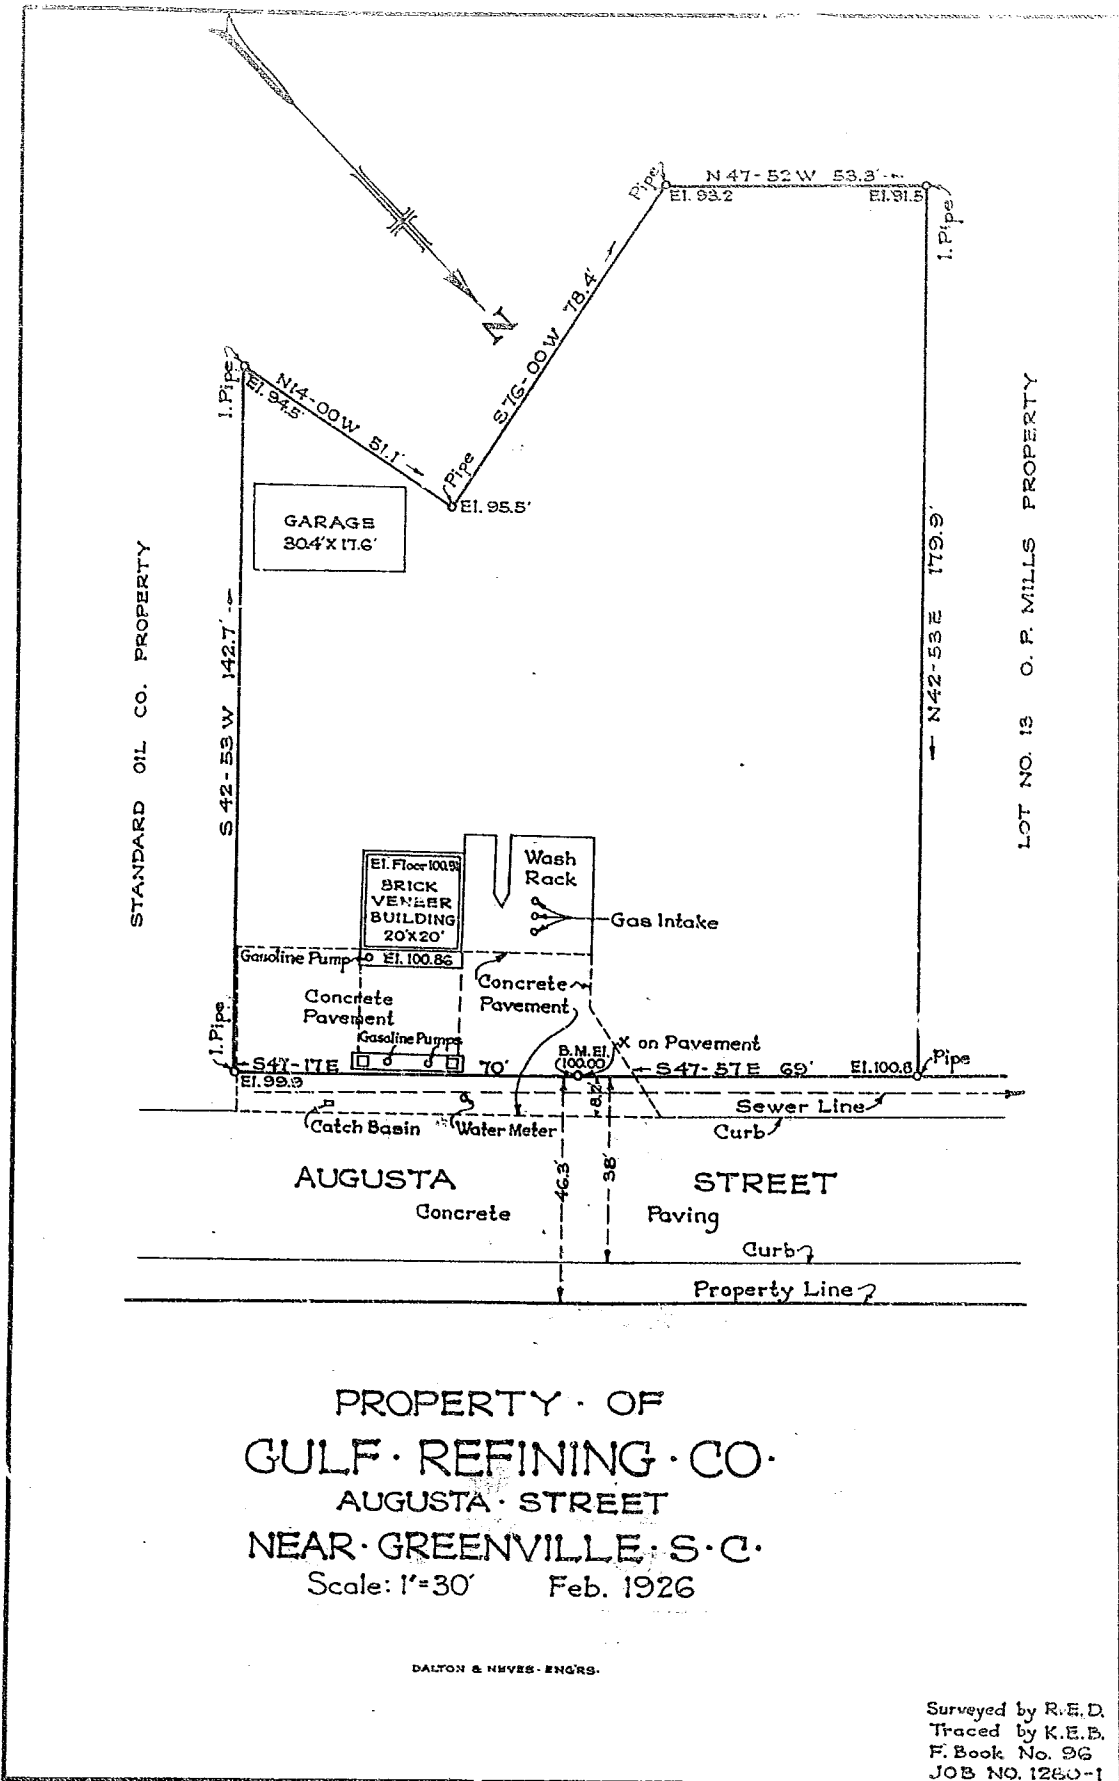 N
N 47-52 W 53.3'
Pipe
El. 93.2
El. 91.5
I. Pipe
S 76-00 W 78.4'
I. Pipe
El. 94.5
N14-00 W 51.1'
Pipe
El. 95.5'
GARAGE
30.4' X 17.6'
STANDARD OIL CO. PROPERTY
S 42-53 W 142.7'
N 42-53 E 179.9'
LOT NO. 13 O. P. MILLS PROPERTY
El. Floor
BRICK
VENEER
BUILDING
20'X20'
Wash
Rack
Gas Intake
Gasoline Pump
El. 100.86
Concrete
Pavement
Concrete
Pavement
Gasoline Pumps
I. Pipe
B.M. El.
100.00
X on Pavement
S47-17E 70'
S47-57E 69'
El. 100.8
Pipe
El. 99.9
8.2'
Sewer Line
Catch Basin
Water Meter
Curb
AUGUSTA STREET
46.3'
38'
Concrete Paving
Curb
Property Line
PROPERTY · OF
GULF · REFINING · CO ·
AUGUSTA · STREET
NEAR · GREENVILLE · S · C ·
Scale: 1"=30' Feb. 1926
DALTON & NEVES - ENGRS.
Surveyed by R.E.D.
Traced by K.E.B.
F. Book No. 96
JOB NO. 1260-1